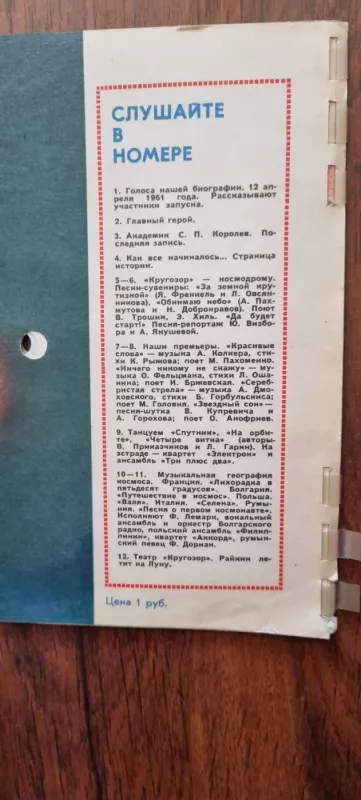 СЛУШАЙТЕ
В
НОМЕРЕ
1. Голоса нашей биографии. 12 ап-
реля 1961 года. Рассказывают
участники запуска.
2. Главный герой.
3. Академик С. П. Королев. По-
следняя запись.
4. Как все начиналось... Страница
истории.
5—6. «Кругозор» — космодрому.
Песни-сувениры: «За земной кру-
тизной» (Я. Френкель и Л. Овсян-
никова), «Обнимаю небо» (А. Пах-
мутова и Н. Добронравов). Поют
В. Трошин, Э. Хиль. «Да будет
старт!» Песня-репортаж Ю. Визбо-
ра и А. Якушевой.
7—8. Наши премьеры. «Красивые
слова» — музыка А. Колкера, сти-
хи К. Рыжова; поет М. Пахоменко.
«Ничего никому не скажу» — му-
зыка О. Фельцмана, стихи Л. Оша-
нина; поет И. Бржевская. «Сереб-
ристая стрела» — музыка А. Дмо-
ховского, стихи Б. Горбульскиса;
поет М. Головня. «Звездный сон» —
песня-шутка В. Купревича и
А. Горохова; поет О. Анофриев.
9. Танцуем «Спутник», «На орби-
те», «Четыре витка» (авторы-
В. Приказчиков и Л. Гарин). На
эстраде — квартет «Электрон» и
ансамбль «Три плюс два».
10—11. Музыкальная география
космоса. Франция. «Лихорадка в
пятьдесят градусов». Болгария.
«Путешествие в космос». Польша.
«Валя». Италия. «Селена». Румы-
ния. «Песня о первом космонавте».
Исполняют Ф. Лемари, вокальный
ансамбль и оркестр Болгарского
радио, польский ансамбль «Филип-
пинки», квартет «Аккорд», румын-
ский певец Ф. Дорман.
12. Театр «Кругозор». Райкин ле-
тит на Луну.
Цена 1 руб.